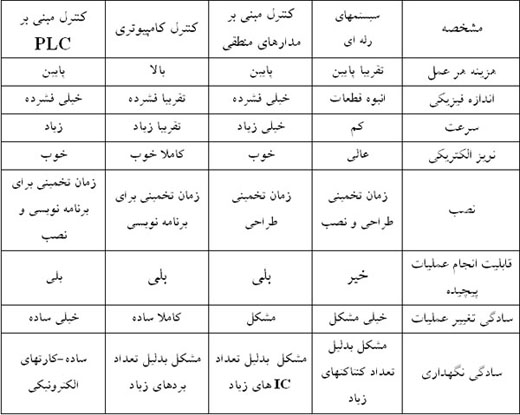 مشخصه | سیستمهای رله ای | کنترل مبنی بر مدارهای منطقی | کنترل کامپیوتری | کنترل مبنی بر PLC
هزینه هر عمل | تقریبا پایین | پایین | بالا | پایین
اندازه فیزیکی | انبوه قطعات | خیلی فشرده | تقریبا فشرده | خیلی فشرده
سرعت | کم | خیلی زیاد | تقریبا زیاد | زیاد
نویز الکتریکی | عالی | خوب | کاملا خوب | خوب
نصب | زمان تخمینی طراحی و نصب | زمان تخمینی طراحی | زمان تخمینی برای برنامه نویسی | زمان تخمینی برای برنامه نویسی و نصب
قابلیت انجام عملیات پیچیده | خیر | بلی | بلی | بلی
سادگی تغییر عملیات | خیلی مشکل | مشکل | کاملا ساده | خیلی ساده
سادگی نگهداری | مشکل بدلیل تعداد کنتاکتهای زیاد | مشکل بدلیل تعداد IC های زیاد | مشکل بدلیل تعداد بردهای زیاد | ساده-کارتهای الکترونیکی